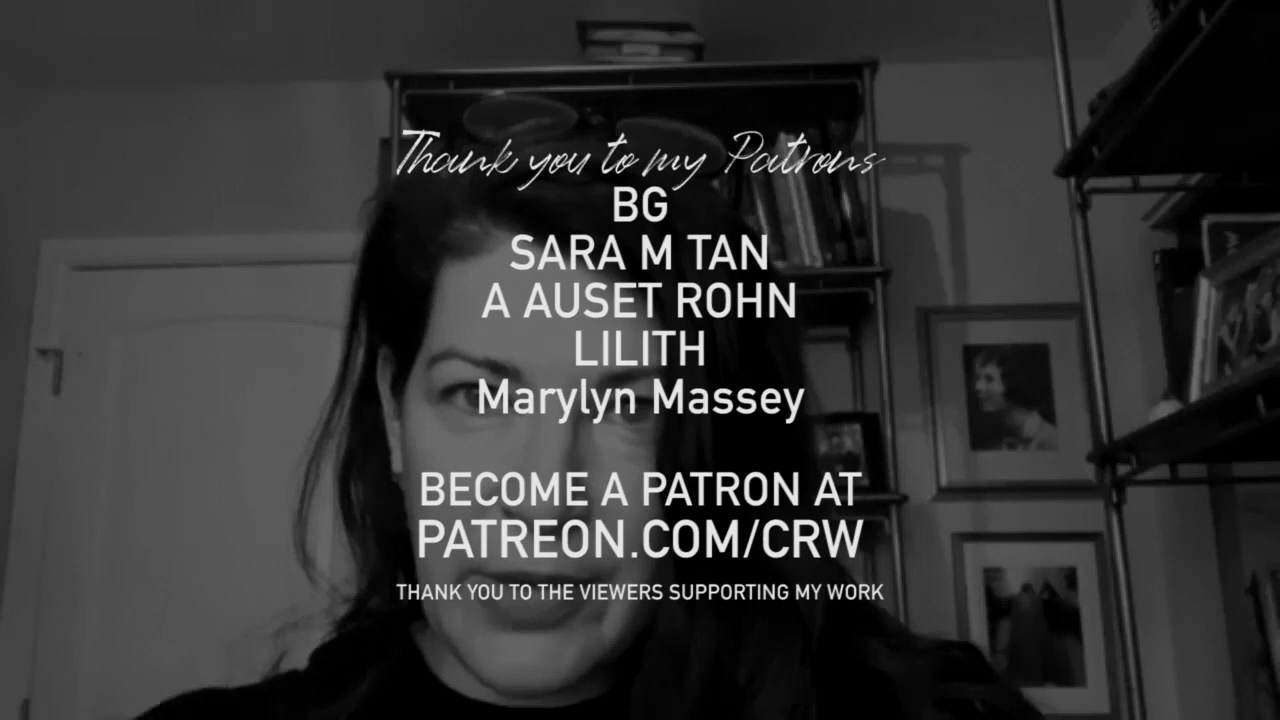 Thank you to my Patrons
BG
SARA M TAN
A AUSET ROHN
LILITH
Marylyn Massey
BECOME A PATRON AT
PATREON.COM/CRW
THANK YOU TO THE VIEWERS SUPPORTING MY WORK